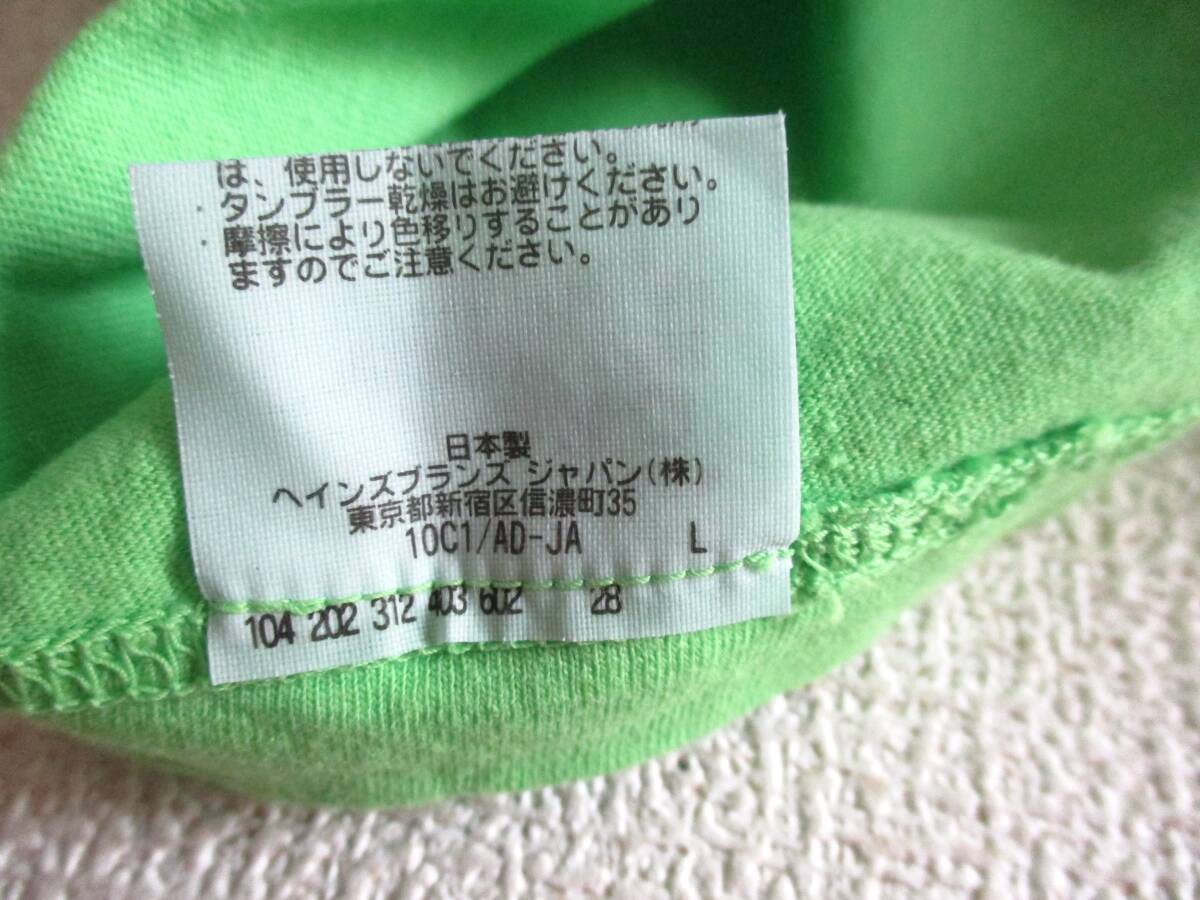 は、使用しないでください。
・タンブラー乾燥はお避けください。
・摩擦により色移りすることがあり
ますのでご注意ください。
日本製
ヘインズブランズ ジャパン(株)
東京都新宿区信濃町35
10C1/AD-JA L
104 202 312 403 602 28